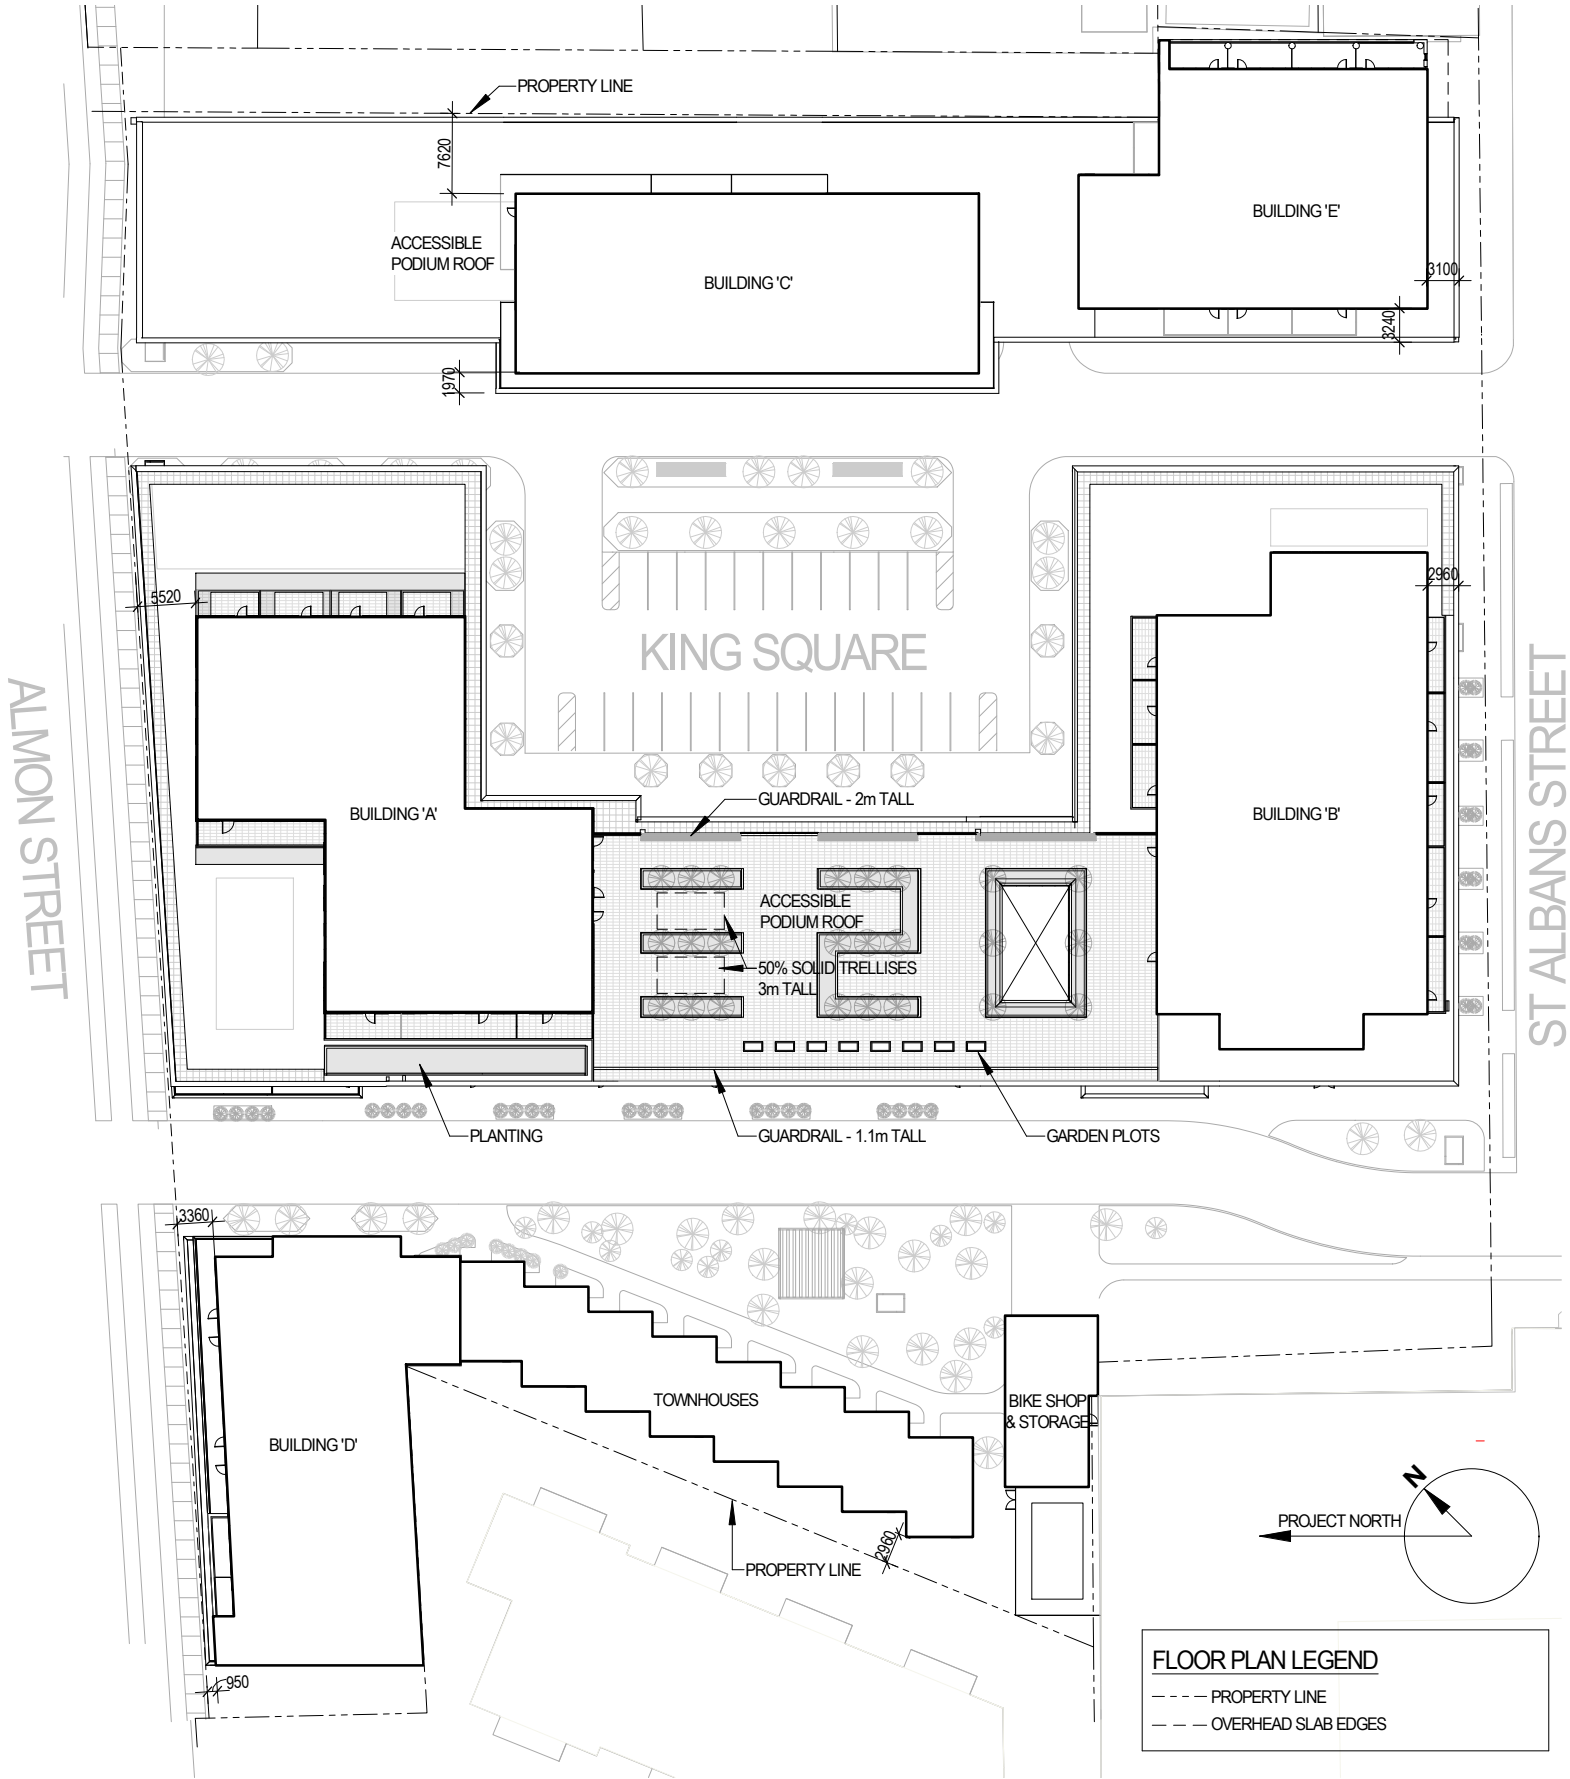 PROPERTY LINE
7620
ACCESSIBLE
PODIUM ROOF
BUILDING 'C'
BUILDING 'E'
3100
3240
1970
5520
2960
KING SQUARE
ALMON STREET
ST ALBANS STREET
GUARDRAIL - 2m TALL
BUILDING 'A'
BUILDING 'B'
ACCESSIBLE
PODIUM ROOF
50% SOLID TRELLISES
3m TALL
PLANTING
GUARDRAIL - 1.1m TALL
GARDEN PLOTS
3360
TOWNHOUSES
BIKE SHOP
& STORAGE
BUILDING 'D'
N
PROJECT NORTH
2960
PROPERTY LINE
950
FLOOR PLAN LEGEND
PROPERTY LINE
OVERHEAD SLAB EDGES